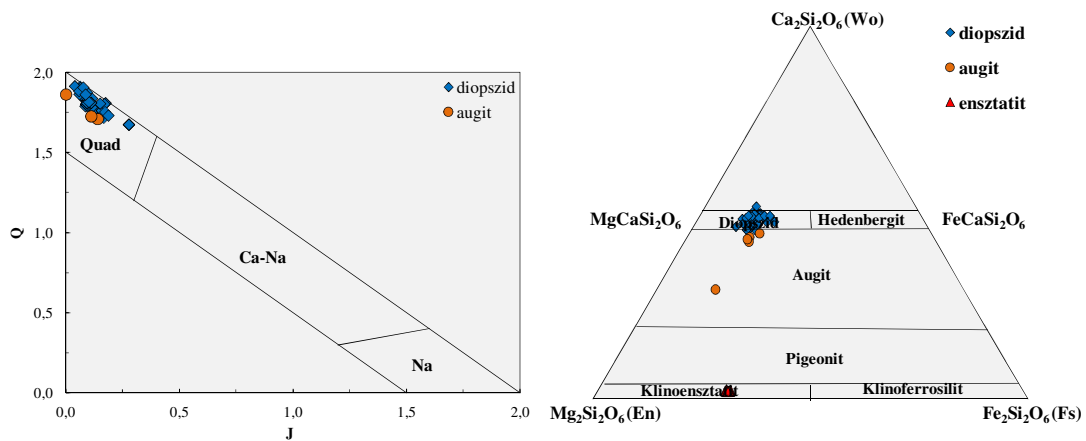 2,0
1,5
1,0
0,5
0,0
Q
0,0
0,5
1,0
1,5
2,0
J
diopszid
augit
Quad
Ca-Na
Na
Ca₂Si₂O₆(Wo)
diopszid
augit
ensztatit
MgCaSi₂O₆
Diopszid
Hedenbergit
FeCaSi₂O₆
Augit
Pigeonit
Klinoensztatit
Klinoferrosilit
Mg₂Si₂O₆(En)
Fe₂Si₂O₆(Fs)